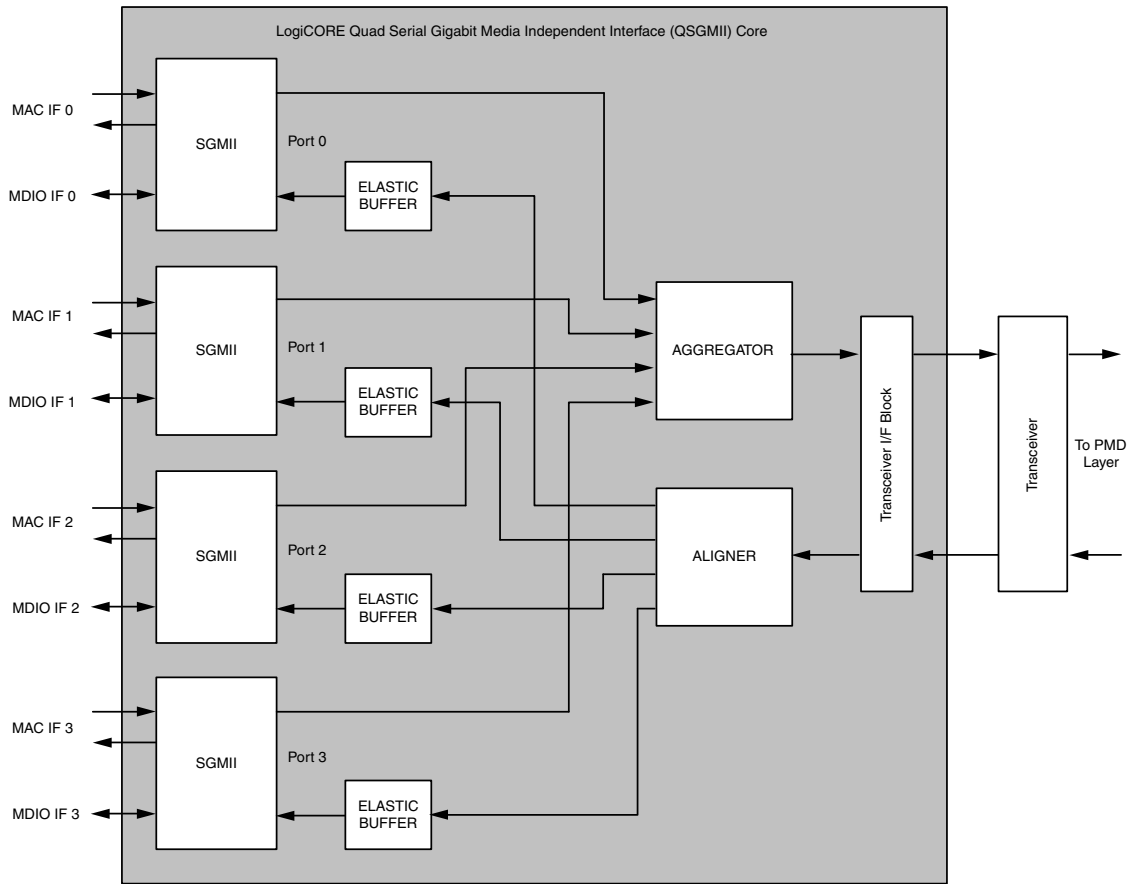 LogiCORE Quad Serial Gigabit Media Independent Interface (QSGMII) Core
MAC IF 0
SGMII
Port 0
MDIO IF 0
ELASTIC
BUFFER
MAC IF 1
SGMII
Port 1
MDIO IF 1
ELASTIC
BUFFER
AGGREGATOR
Transceiver I/F Block
Transceiver
To PMD
Layer
MAC IF 2
SGMII
Port 2
MDIO IF 2
ELASTIC
BUFFER
ALIGNER
MAC IF 3
SGMII
Port 3
MDIO IF 3
ELASTIC
BUFFER